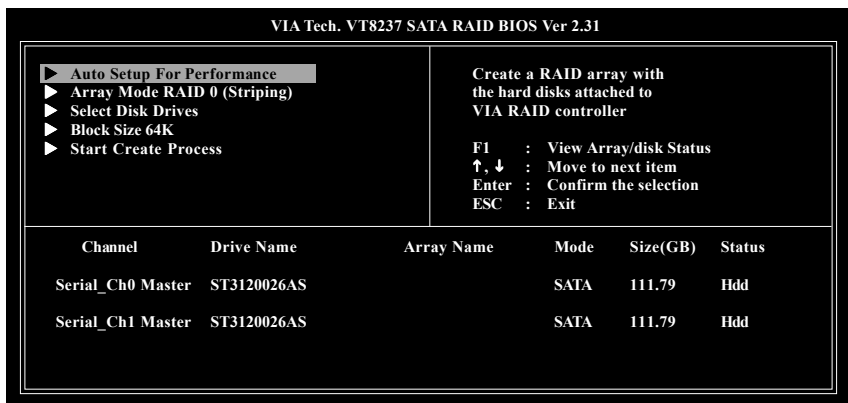 VIA Tech. VT8237 SATA RAID BIOS Ver 2.31
Auto Setup For Performance
Array Mode RAID 0 (Striping)
Select Disk Drives
Block Size 64K
Start Create Process
Create a RAID array with
the hard disks attached to
VIA RAID controller
F1 : View Array/disk Status
↑, ↓ : Move to next item
Enter : Confirm the selection
ESC : Exit
Channel Drive Name Array Name Mode Size(GB) Status
Serial_Ch0 Master ST3120026AS SATA 111.79 Hdd
Serial_Ch1 Master ST3120026AS SATA 111.79 Hdd